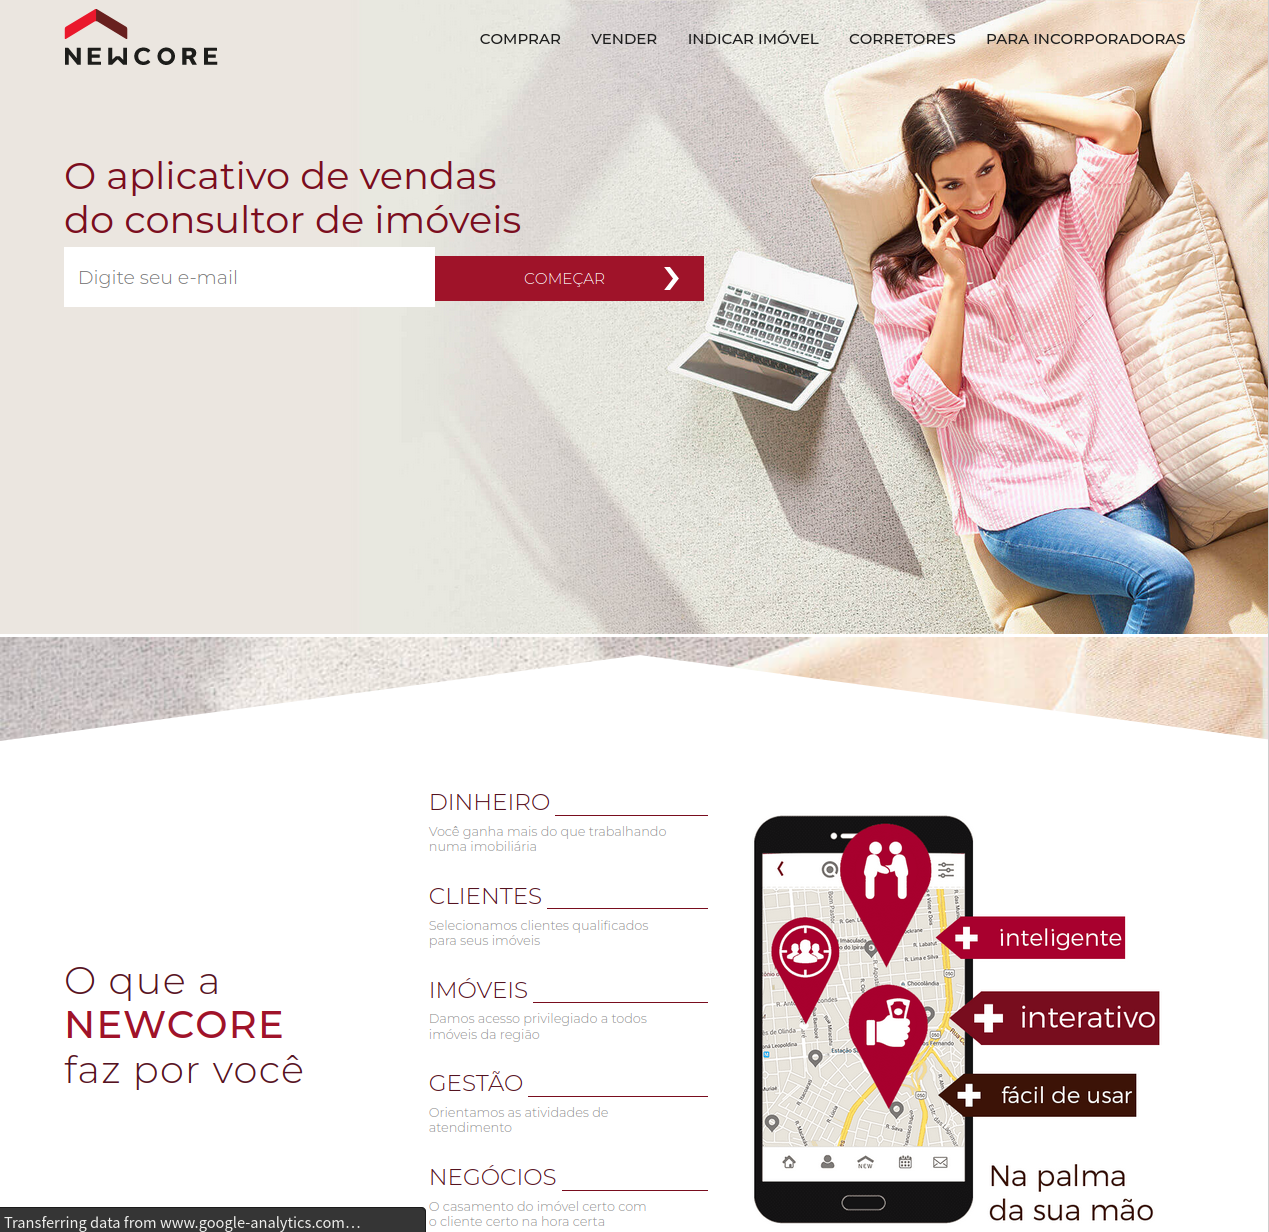 NEWCORE
COMPRAR VENDER INDICAR IMÓVEL CORRETORES PARA INCORPORADORAS
O aplicativo de vendas
do consultor de imóveis
Digite seu e-mail
COMEÇAR
O que a
NEWCORE
faz por você
DINHEIRO
Você ganha mais do que trabalhando
numa imobiliária
CLIENTES
Selecionamos clientes qualificados
para seus imóveis
IMÓVEIS
Damos acesso privilegiado a todos
imóveis da região
GESTÃO
Orientamos as atividades de
atendimento
NEGÓCIOS
O casamento do imóvel certo com
o cliente certo na hora certa
inteligente
interativo
fácil de usar
NEW
Na palma
da sua mão
Transferring data from www.google-analytics.com…